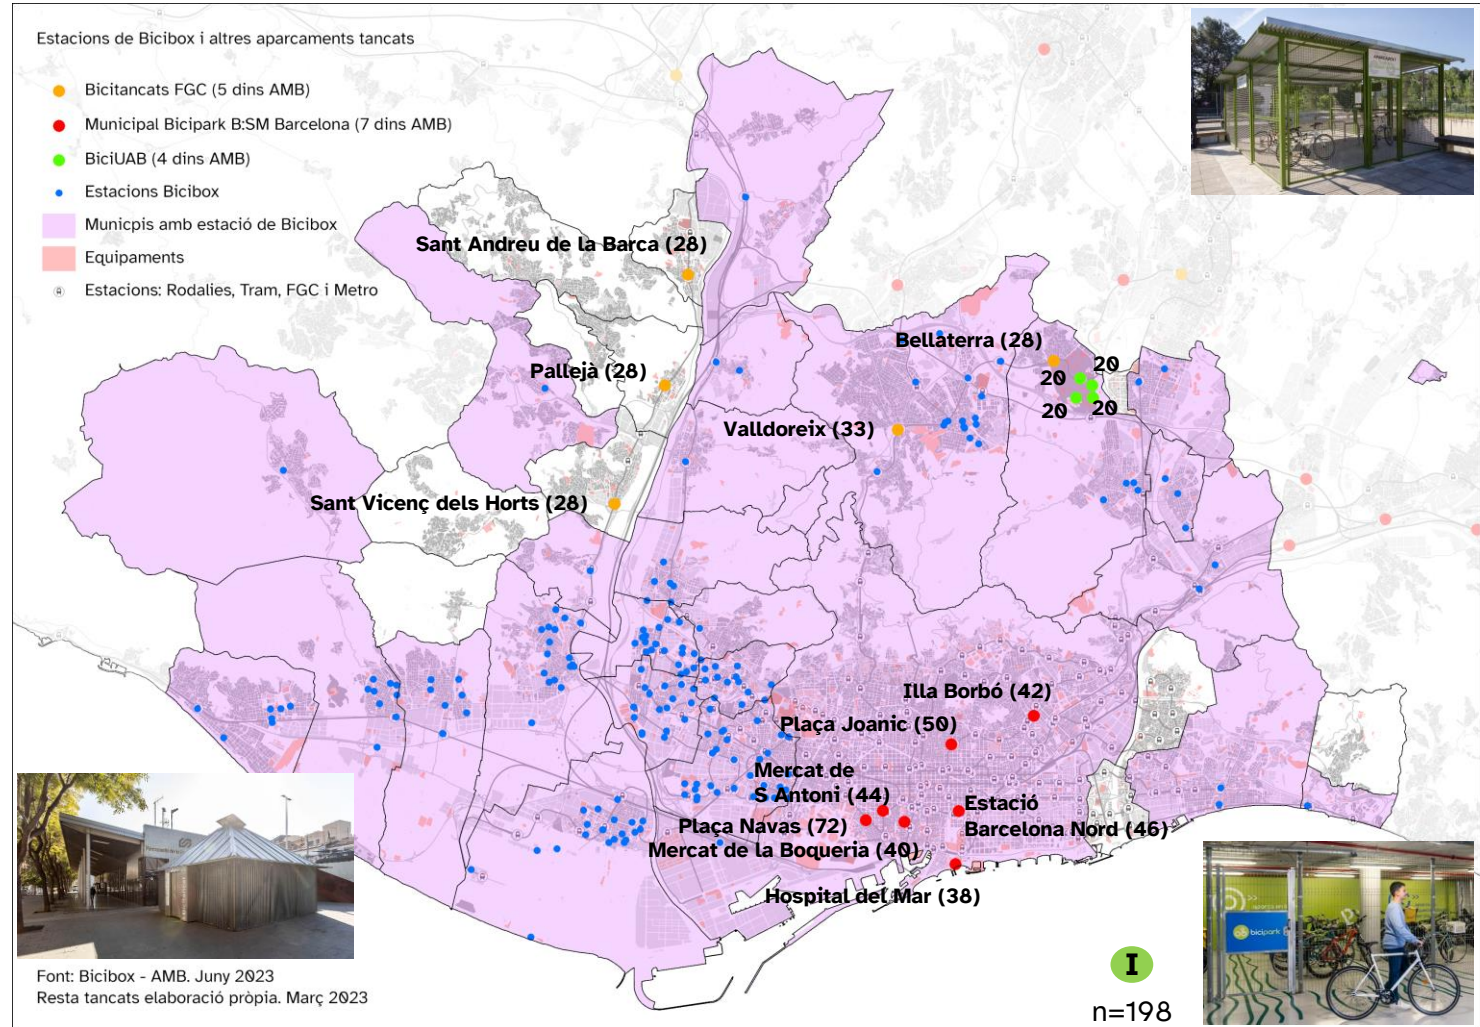 Estacions de Bicibox i altres aparcaments tancats
Bicitancats FGC (5 dins AMB)
Municipal Bicipark B:SM Barcelona (7 dins AMB)
BiciUAB (4 dins AMB)
Estacions Bicibox
Municpis amb estació de Bicibox
Equipaments
Estacions: Rodalies, Tram, FGC i Metro
Sant Andreu de la Barca (28)
Bellaterra (28)
Pallejà (28)
20
20
20
20
Valldoreix (33)
Sant Vicenç dels Horts (28)
Illa Borbó (42)
Plaça Joanic (50)
Mercat de
S Antoni (44)
Estació
Barcelona Nord (46)
Plaça Navas (72)
Mercat de la Boqueria (40)
Hospital del Mar (38)
bicipark
I
n=198
Font: Bicibox - AMB. Juny 2023
Resta tancats elaboració pròpia. Març 2023